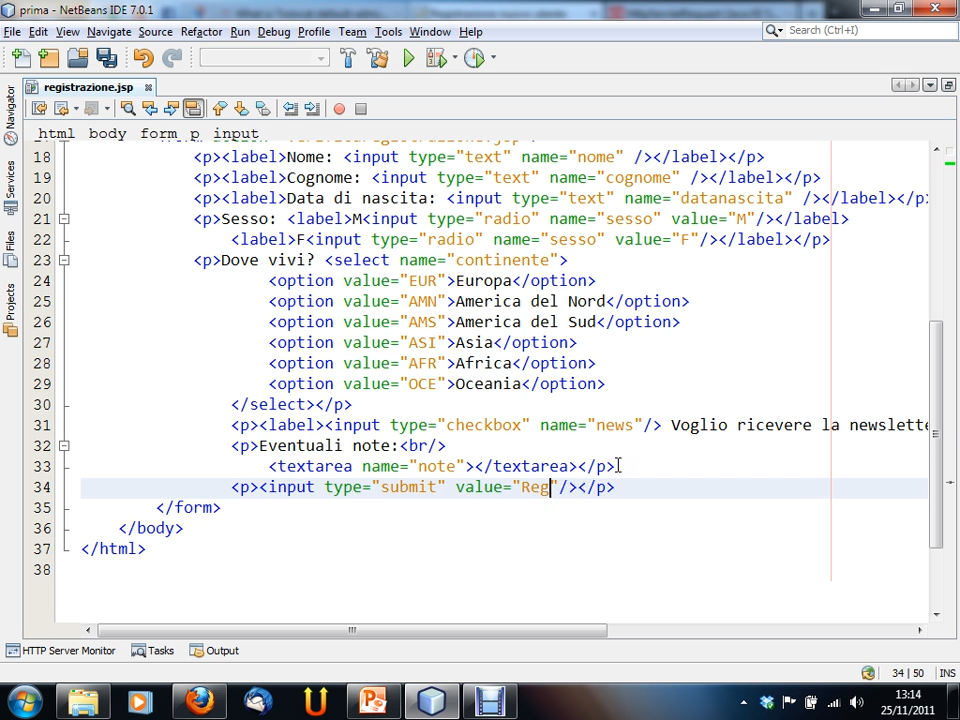 prima - NetBeans IDE 7.0.1
File Edit View Navigate Source Refactor Run Debug Profile Team Tools Window Help
Search (Ctrl+I)
registrazione.jsp
html body form p input
Navigator
Services
Files
Projects
18 <p><label>Nome: <input type="text" name="nome" /></label></p>
19 <p><label>Cognome: <input type="text" name="cognome" /></label></p>
20 <p><label>Data di nascita: <input type="text" name="datanascita" /></label></p>
21 <p>Sesso: <label>M<input type="radio" name="sesso" value="M"/></label>
22 <label>F<input type="radio" name="sesso" value="F"/></label></p>
23 <p>Dove vivi? <select name="continente">
24 <option value="EUR">Europa</option>
25 <option value="AMN">America del Nord</option>
26 <option value="AMS">America del Sud</option>
27 <option value="ASI">Asia</option>
28 <option value="AFR">Africa</option>
29 <option value="OCE">Oceania</option>
30 </select></p>
31 <p><label><input type="checkbox" name="news"/> Voglio ricevere la newslette
32 <p>Eventuali note:<br/>
33 <textarea name="note"></textarea></p>
34 <p><input type="submit" value="Reg"/></p>
35 </form>
36 </body>
37 </html>
38
HTTP Server Monitor Tasks Output
34 | 50 INS
13:14
25/11/2011